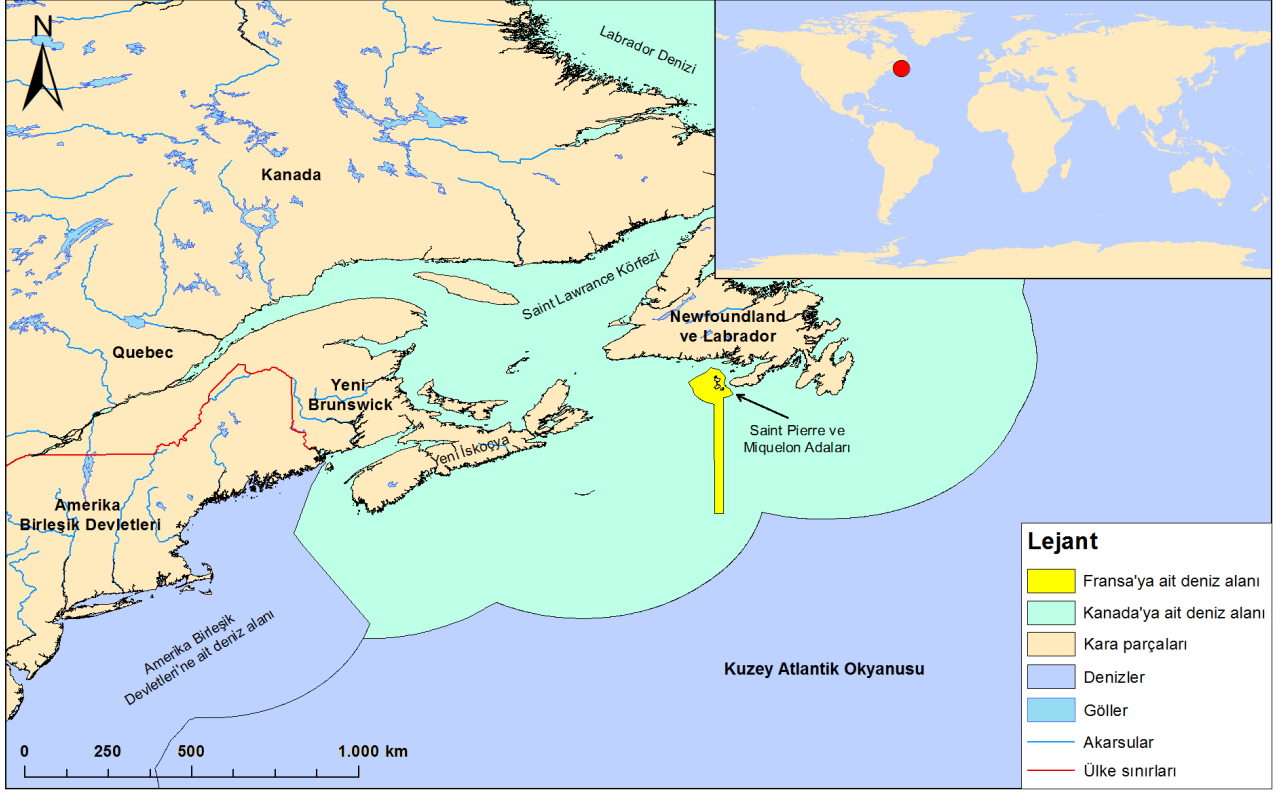 N
Labrador Denizi
Kanada
Saint Lawrance Körfezi
Newfoundland
ve Labrador
Quebec
Yeni
Brunswick
Saint Pierre ve
Miquelon Adaları
Yeni İskoçya
Amerika
Birleşik Devletleri
Amerika Birleşik
Devletleri'ne ait deniz alanı
Kuzey Atlantik Okyanusu
0 250 500 1.000 km
Lejant
Fransa'ya ait deniz alanı
Kanada'ya ait deniz alanı
Kara parçaları
Denizler
Göller
Akarsular
Ülke sınırları